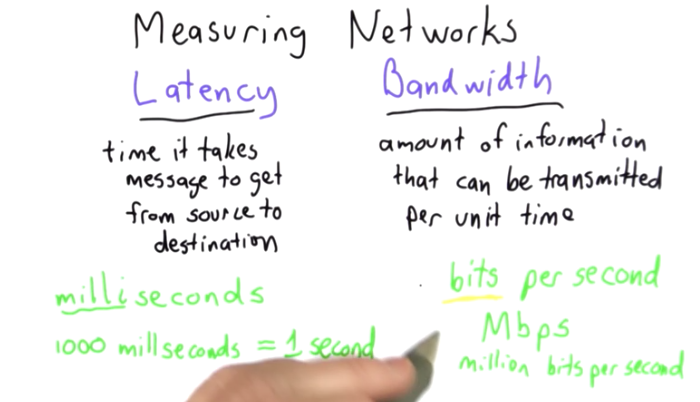 Measuring Networks
Latency
time it takes
message to get
from source to
destination
milliseconds
1000 millseconds = 1 second
Bandwidth
amount of information
that can be transmitted
per unit time
bits per second
Mbps
million bits per second